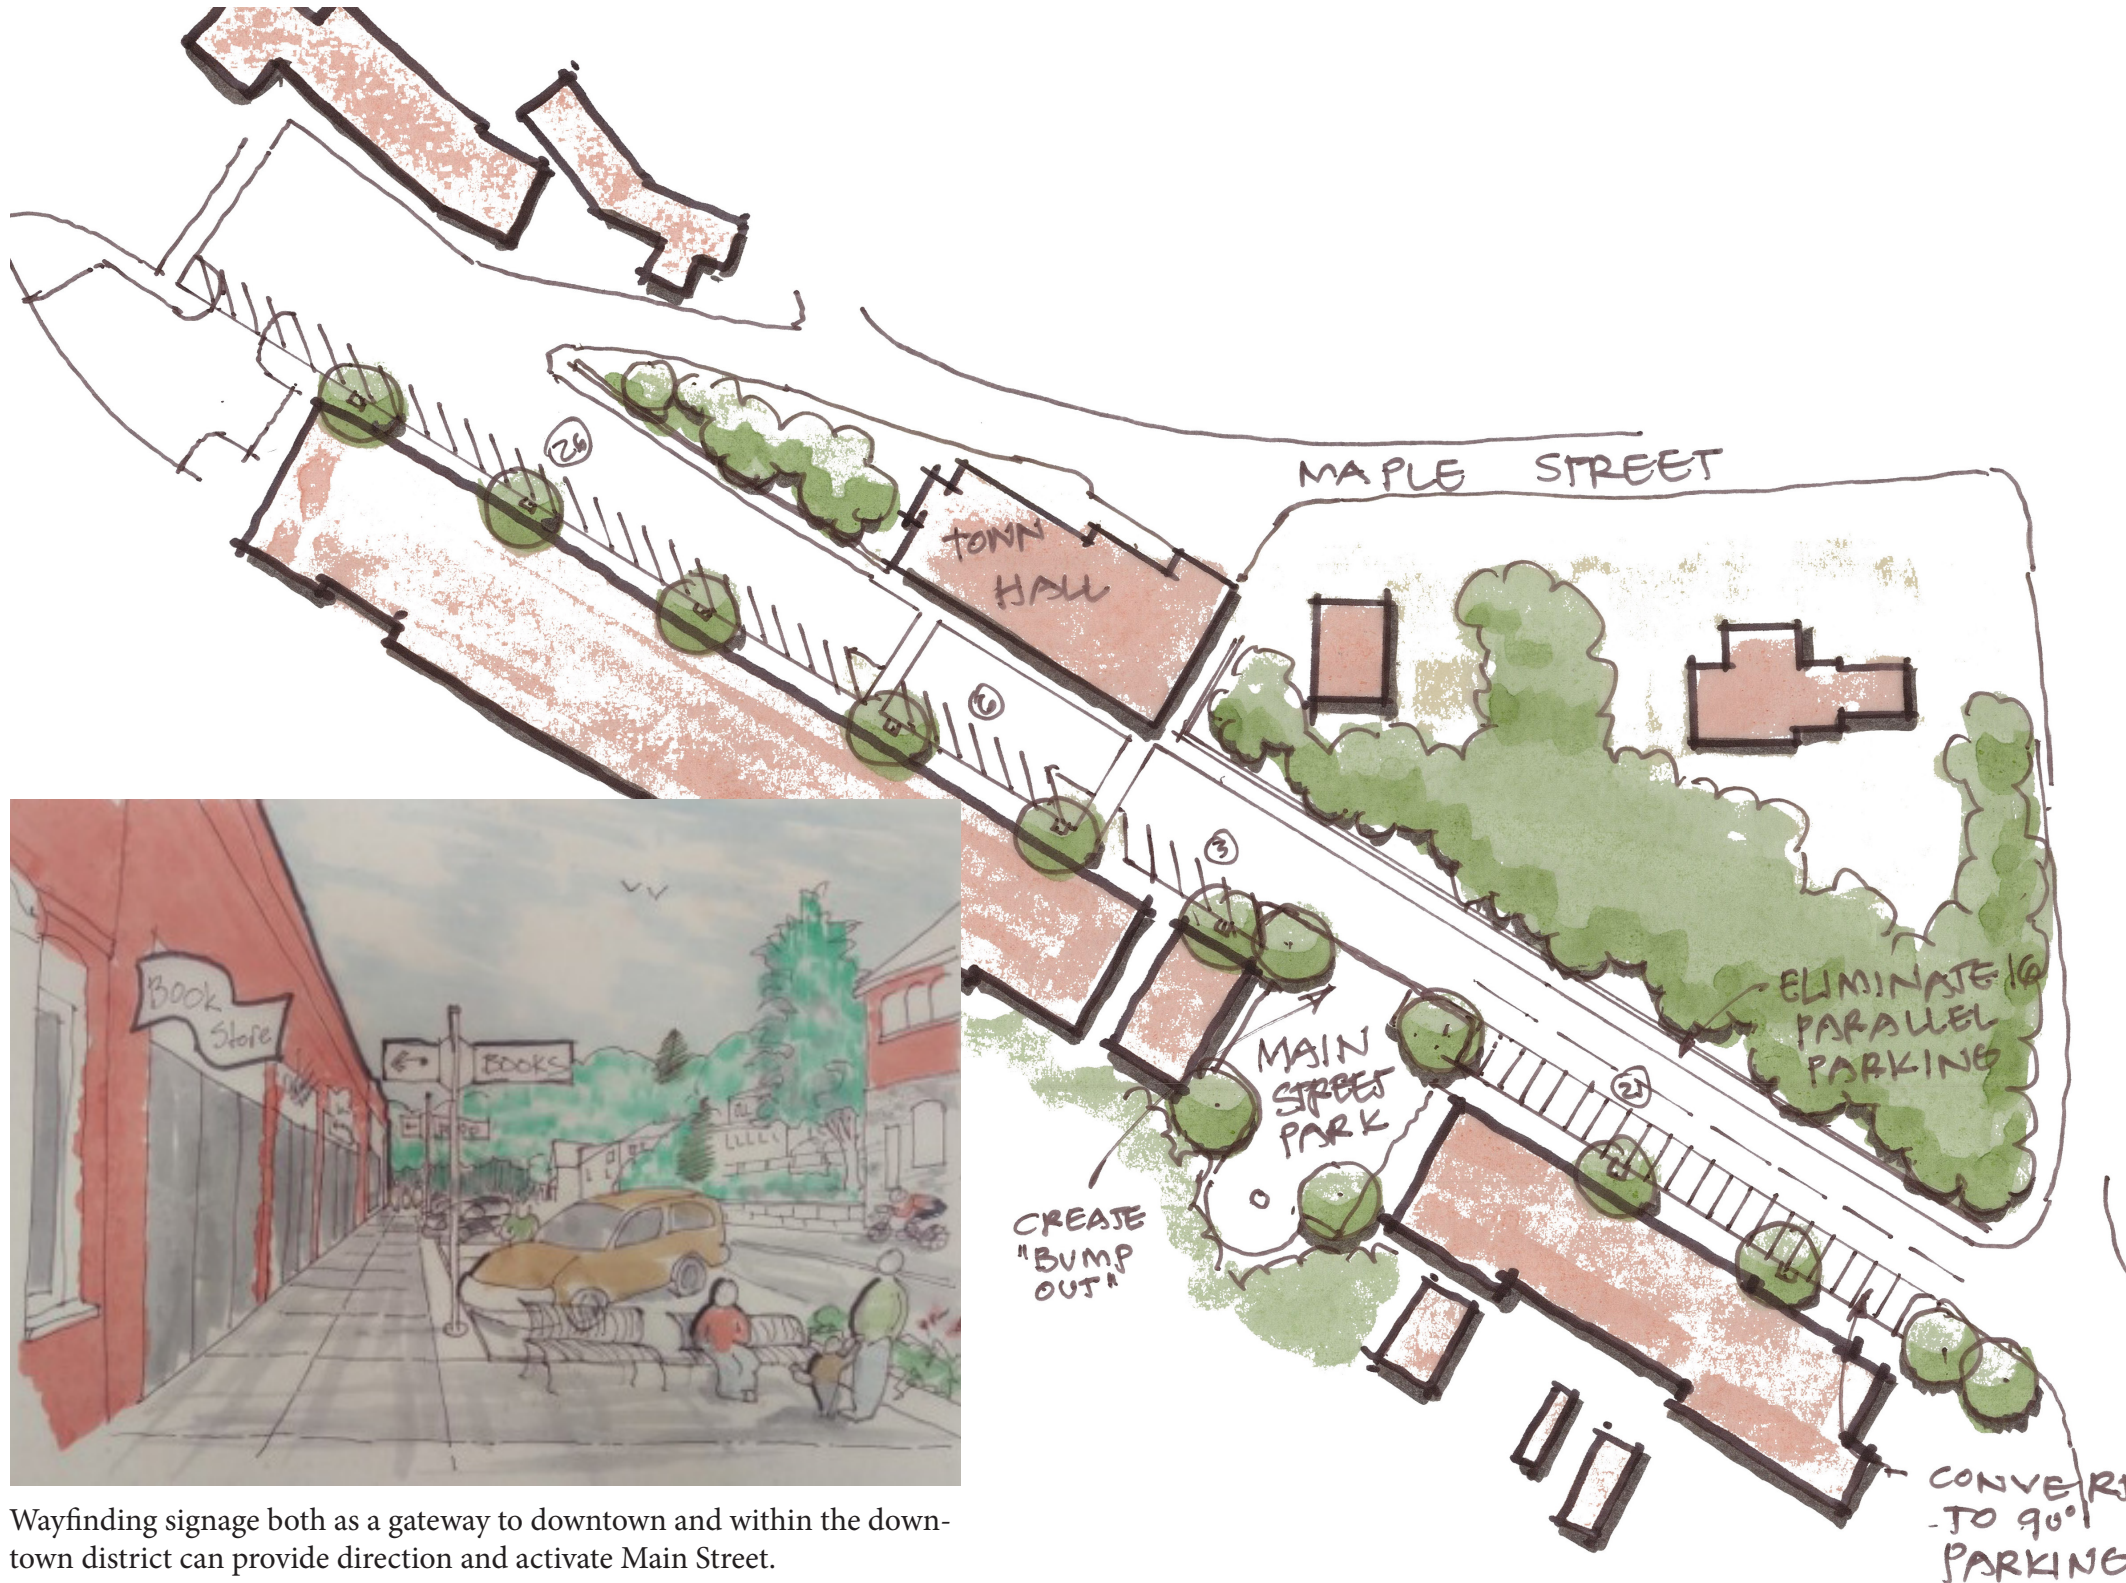 26
MAPLE STREET
TOWN
HALL
6
3
ELIMINATE 16
PARALLEL
PARKING
MAIN
STREET
PARK
CREATE
"BUMP
OUT"
CONVERT
TO 90°
PARKING
BOOK
Store
BOOKS
Wayfinding signage both as a gateway to downtown and within the down-
town district can provide direction and activate Main Street.